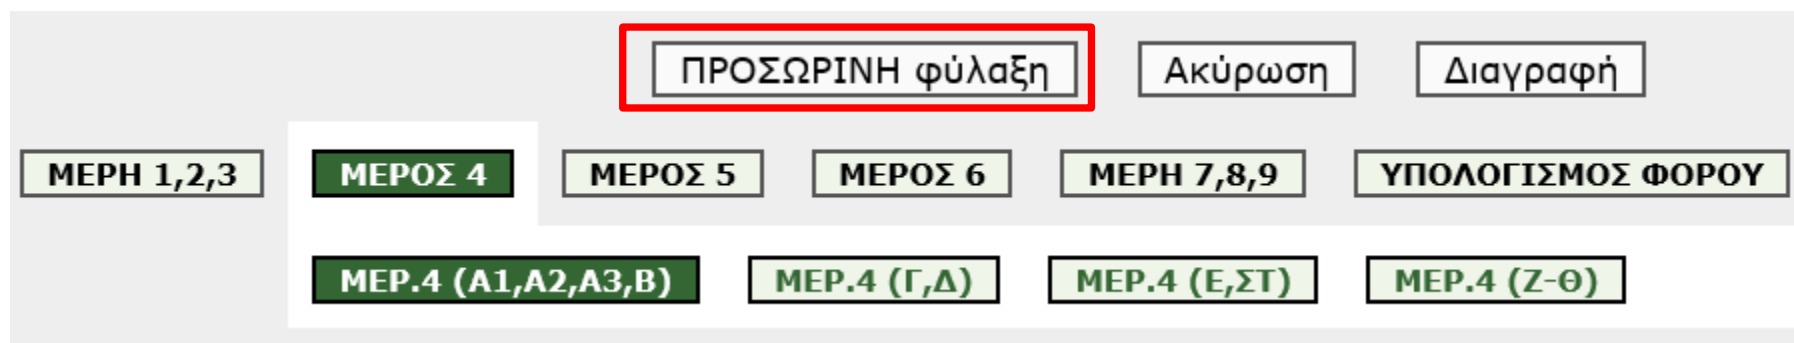 ΠΡΟΣΩΡΙΝΗ φύλαξη Ακύρωση Διαγραφή
ΜΕΡΗ 1,2,3 ΜΕΡΟΣ 4 ΜΕΡΟΣ 5 ΜΕΡΟΣ 6 ΜΕΡΗ 7,8,9 ΥΠΟΛΟΓΙΣΜΟΣ ΦΟΡΟΥ
ΜΕΡ.4 (Α1,Α2,Α3,Β) ΜΕΡ.4 (Γ,Δ) ΜΕΡ.4 (Ε,ΣΤ) ΜΕΡ.4 (Ζ-Θ)